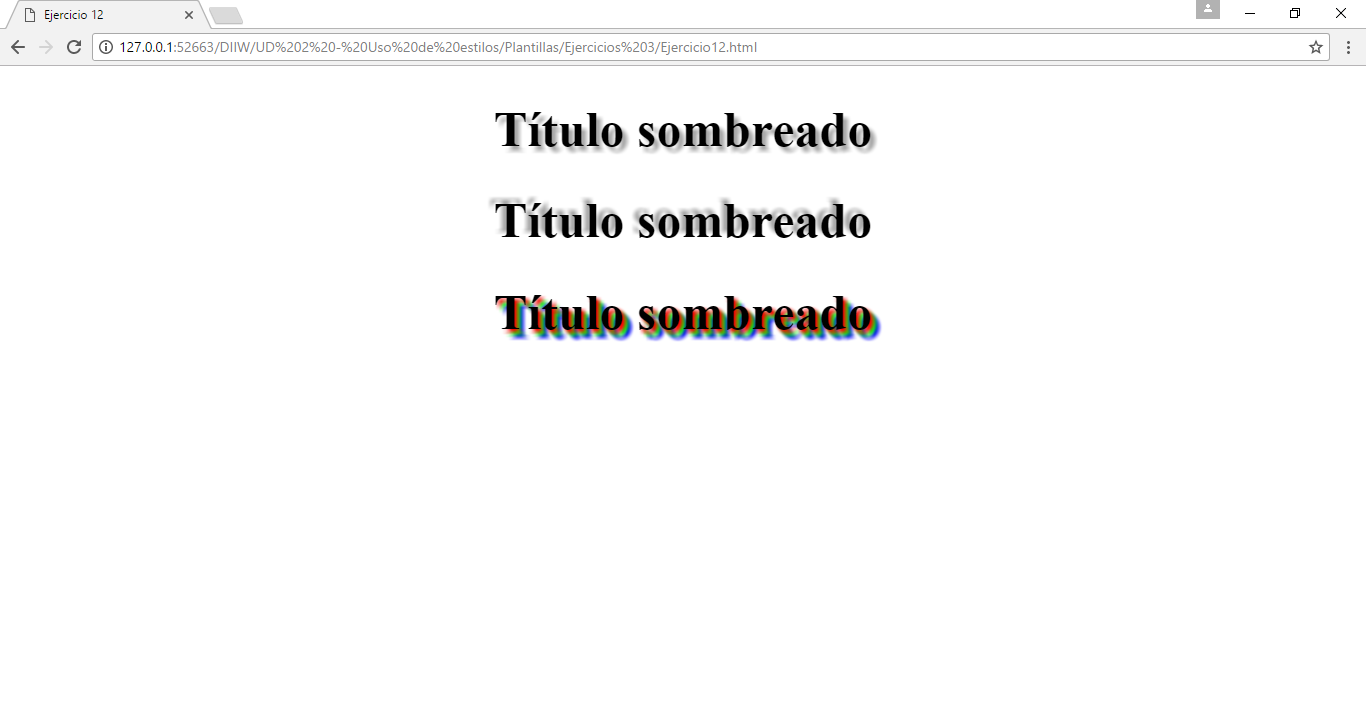 Ejercicio 12
127.0.0.1:52663/DIIW/UD%202%20-%20Uso%20de%20estilos/Plantillas/Ejercicios%203/Ejercicio12.html
Título sombreado
Título sombreado
Título sombreado